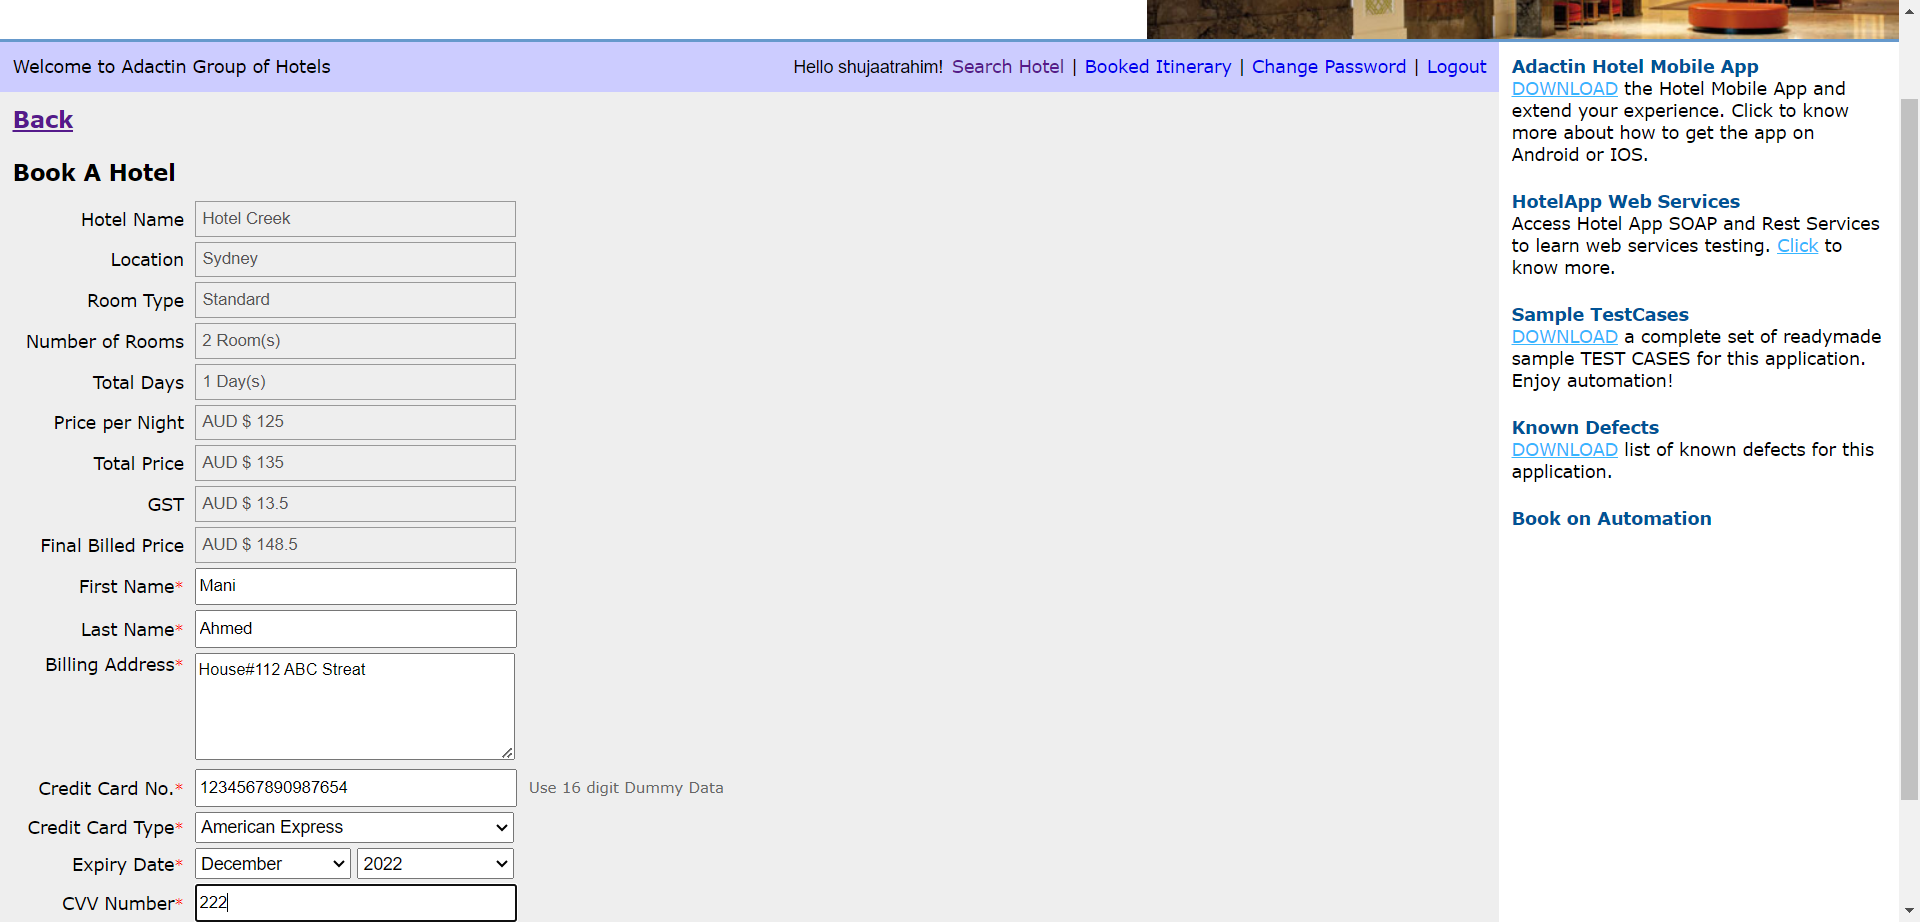 Welcome to Adactin Group of Hotels
Hello shujaatrahim! Search Hotel | Booked Itinerary | Change Password | Logout
Back
Book A Hotel
Hotel Name Hotel Creek
Location Sydney
Room Type Standard
Number of Rooms 2 Room(s)
Total Days 1 Day(s)
Price per Night AUD $ 125
Total Price AUD $ 135
GST AUD $ 13.5
Final Billed Price AUD $ 148.5
First Name* Mani
Last Name* Ahmed
Billing Address* House#112 ABC Streat
Credit Card No.* 1234567890987654 Use 16 digit Dummy Data
Credit Card Type* American Express
Expiry Date* December 2022
CVV Number* 222
Adactin Hotel Mobile App
DOWNLOAD the Hotel Mobile App and
extend your experience. Click to know
more about how to get the app on
Android or IOS.
HotelApp Web Services
Access Hotel App SOAP and Rest Services
to learn web services testing. Click to
know more.
Sample TestCases
DOWNLOAD a complete set of readymade
sample TEST CASES for this application.
Enjoy automation!
Known Defects
DOWNLOAD list of known defects for this
application.
Book on Automation